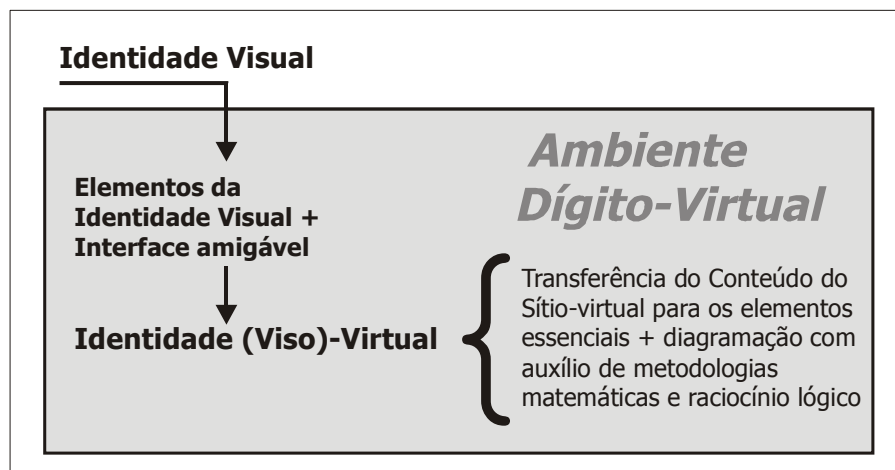 Identidade Visual
Ambiente
Dígito-Virtual
Elementos da
Identidade Visual +
Interface amigável
Identidade (Viso)-Virtual
Transferência do Conteúdo do
Sítio-virtual para os elementos
essenciais + diagramação com
auxílio de metodologias
matemáticas e raciocínio lógico